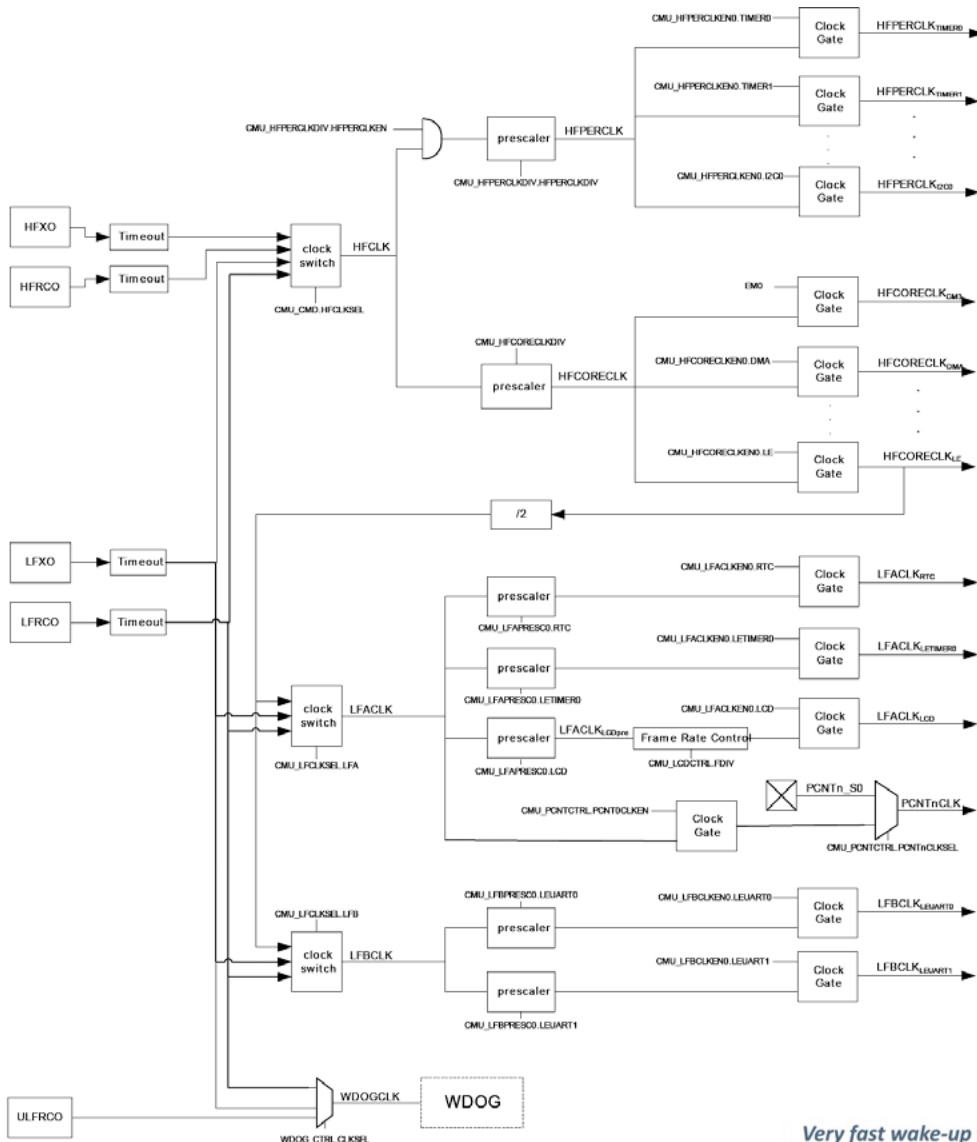 CMU_HFPERCLKEN0.TIMER0
Clock
Gate
HFPERCLKTIMER0
CMU_HFPERCLKEN0.TIMER1
Clock
Gate
HFPERCLKTIMER1
CMU_HFPERCLKDIV.HFPERCLKEN
prescaler
HFPERCLK
CMU_HFPERCLKDIV.HFPERCLKDIV
CMU_HFPERCLKEN0.I2C0
Clock
Gate
HFPERCLKI2C0
HFXO
Timeout
HFRCO
Timeout
clock
switch
HFCLK
CMU_CMD.HFCLKSEL
EM0
Clock
Gate
HFCORECLKCM3
CMU_HFCORECLKDIV
prescaler
HFCORECLK
CMU_HFCORECLKEN0.DMA
Clock
Gate
HFCORECLKDMA
CMU_HFCORECLKEN0.LE
Clock
Gate
HFCORECLKLE
/2
LFXO
Timeout
LFRCO
Timeout
prescaler
CMU_LFAPRESC0.RTC
CMU_LFACLKEN0.RTC
Clock
Gate
LFACLKRTC
prescaler
CMU_LFAPRESC0.LETIMER0
CMU_LFACLKEN0.LETIMER0
Clock
Gate
LFACLKLETIMER0
clock
switch
LFACLK
CMU_LFCLKSEL.LFA
prescaler
CMU_LFAPRESC0.LCD
LFACLKLCDpre
Frame Rate Control
CMU_LCDCTRL.FDIV
CMU_LFACLKEN0.LCD
Clock
Gate
LFACLKLCD
CMU_PCNTCTRL.PCNT0CLKEN
Clock
Gate
PCNTn_S0
PCNTnCLK
CMU_PCNTCTRL.PCNTnCLKSEL
CMU_LFCLKSEL.LFB
clock
switch
LFBCLK
CMU_LFBPRESC0.LEUART0
prescaler
CMU_LFBCLKEN0.LEUART0
Clock
Gate
LFBCLKLEUART0
prescaler
CMU_LFBPRESC0.LEUART1
CMU_LFBCLKEN0.LEUART1
Clock
Gate
LFBCLKLEUART1
ULFRCO
WDOGCLK
WDOG
WDOG_CTRL.CLKSEL
Very fast wake-up